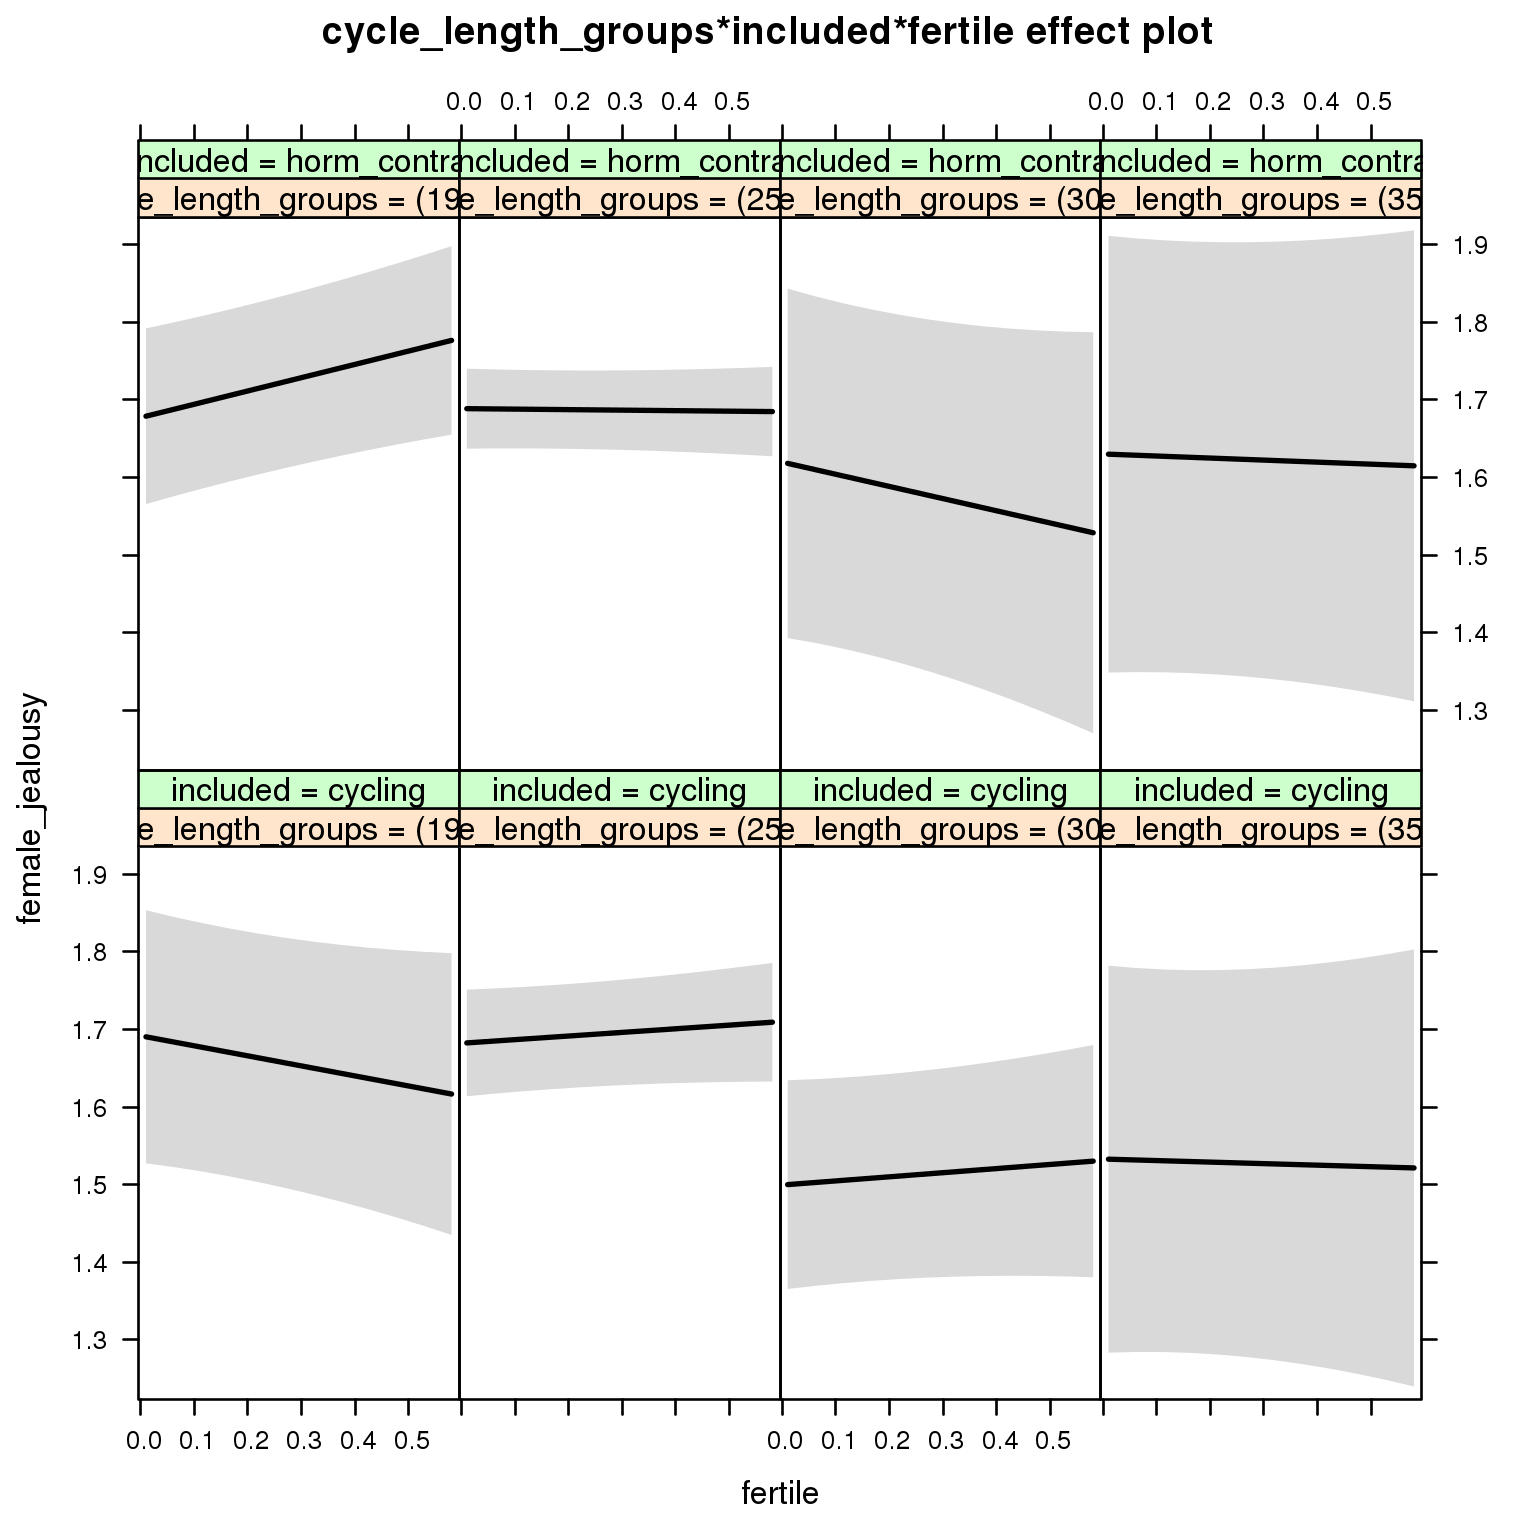 cycle_length_groups*included*fertile effect plot
0.0 0.1 0.2 0.3 0.4 0.5 0.0 0.1 0.2 0.3 0.4 0.5
ncluded = horm_contra ncluded = horm_contra ncluded = horm_contra ncluded = horm_contra
e_length_groups = (19 e_length_groups = (25 e_length_groups = (30 e_length_groups = (35
1.9
1.8
1.7
1.6
1.5
1.4
1.3
female_jealousy
included = cycling included = cycling included = cycling included = cycling
e_length_groups = (19 e_length_groups = (25 e_length_groups = (30 e_length_groups = (35
1.9
1.8
1.7
1.6
1.5
1.4
1.3
0.0 0.1 0.2 0.3 0.4 0.5 0.0 0.1 0.2 0.3 0.4 0.5
fertile